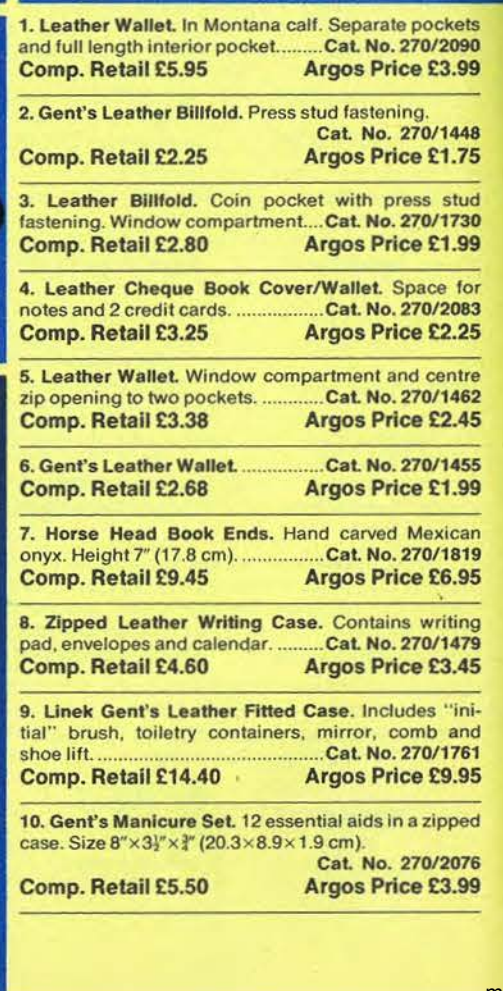 1. Leather Wallet. In Montana calf. Separate pockets
and full length interior pocket.........Cat. No. 270/2090
Comp. Retail £5.95 Argos Price £3.99
2. Gent's Leather Billfold. Press stud fastening.
Cat. No. 270/1448
Comp. Retail £2.25 Argos Price £1.75
3. Leather Billfold. Coin pocket with press stud
fastening. Window compartment....Cat. No. 270/1730
Comp. Retail £2.80 Argos Price £1.99
4. Leather Cheque Book Cover/Wallet. Space for
notes and 2 credit cards. ................Cat. No. 270/2083
Comp. Retail £3.25 Argos Price £2.25
5. Leather Wallet. Window compartment and centre
zip opening to two pockets. ............Cat. No. 270/1462
Comp. Retail £3.38 Argos Price £2.45
6. Gent's Leather Wallet. ...............Cat. No. 270/1455
Comp. Retail £2.68 Argos Price £1.99
7. Horse Head Book Ends. Hand carved Mexican
onyx. Height 7" (17.8 cm). ...............Cat. No. 270/1819
Comp. Retail £9.45 Argos Price £6.95
8. Zipped Leather Writing Case. Contains writing
pad, envelopes and calendar. .........Cat. No. 270/1479
Comp. Retail £4.60 Argos Price £3.45
9. Linek Gent's Leather Fitted Case. Includes "ini-
tial" brush, toiletry containers, mirror, comb and
shoe lift.........................................Cat. No. 270/1761
Comp. Retail £14.40 Argos Price £9.95
10. Gent's Manicure Set. 12 essential aids in a zipped
case. Size 8"×3½"×¾" (20.3×8.9×1.9 cm).
Cat. No. 270/2076
Comp. Retail £5.50 Argos Price £3.99